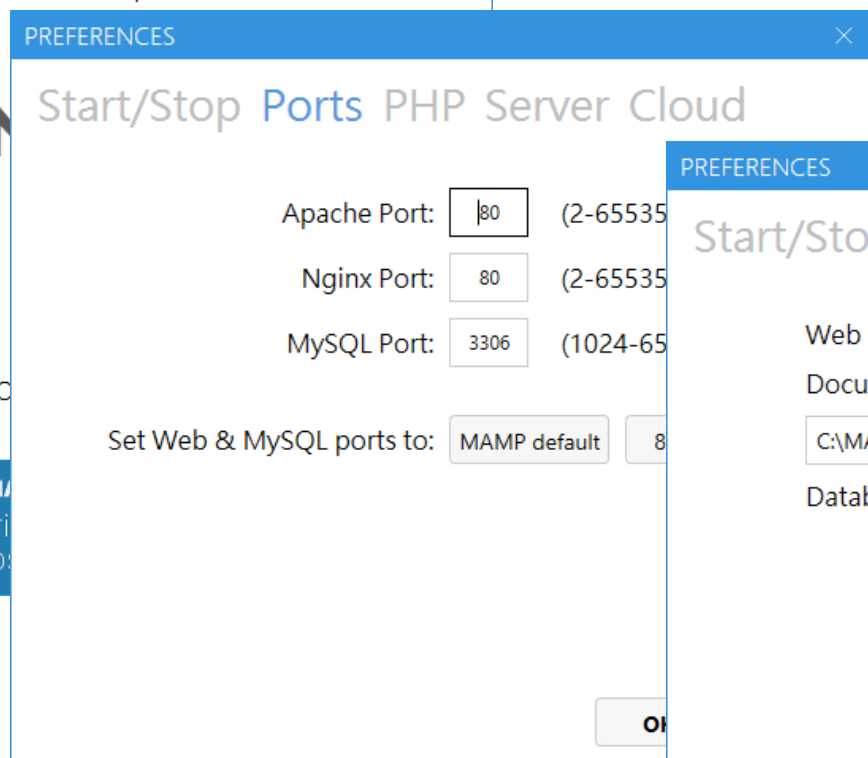 PREFERENCES
Start/Stop Ports PHP Server Cloud
Apache Port: 80 (2-65535
Nginx Port: 80 (2-65535
MySQL Port: 3306 (1024-65
Set Web & MySQL ports to: MAMP default 8
PREFERENCES
Start/Sto
Web
Docu
C:\MA
Datab